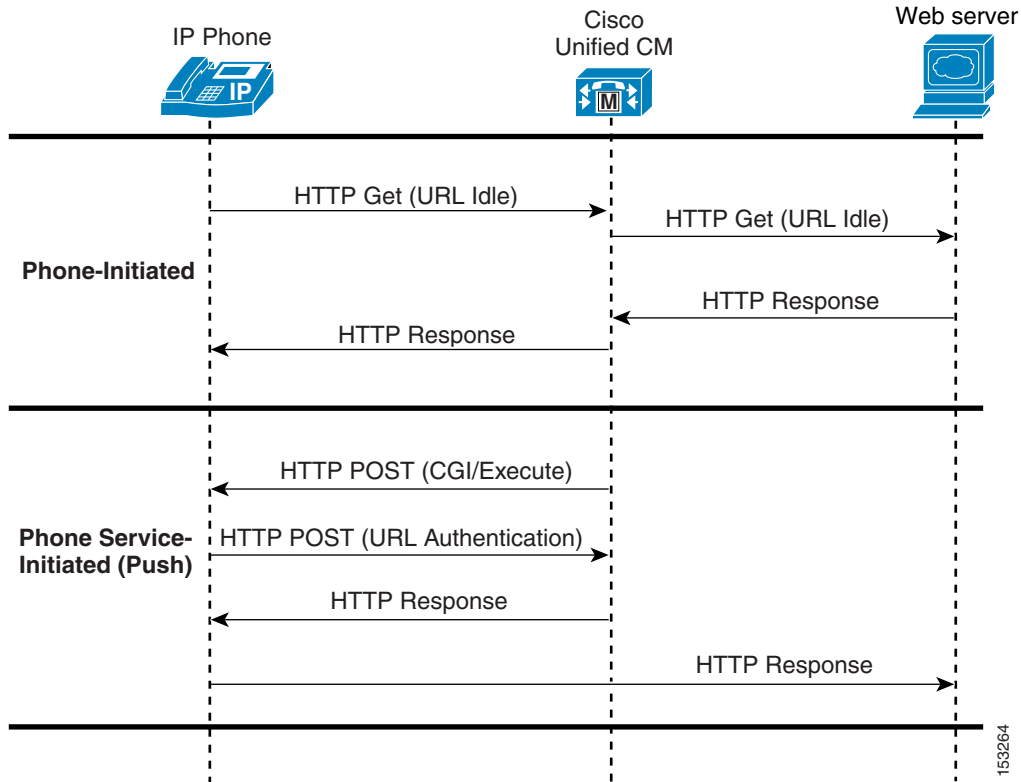 IP Phone
Cisco
Unified CM
Web server
IP
M
HTTP Get (URL Idle)
HTTP Get (URL Idle)
Phone-Initiated
HTTP Response
HTTP Response
HTTP POST (CGI/Execute)
Phone Service-
Initiated (Push)
HTTP POST (URL Authentication)
HTTP Response
HTTP Response
153264